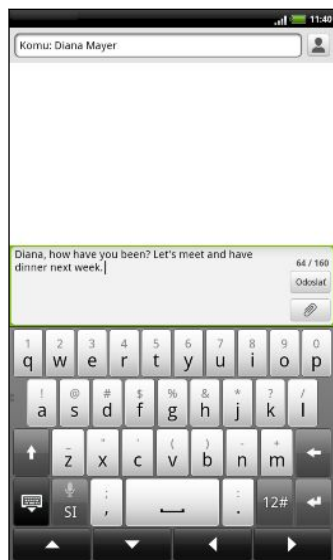 11:40
Komu: Diana Mayer
Diana, how have you been? Let's meet and have
dinner next week.
64 / 160
Odoslať
1 2 3 4 5 6 7 8 9 0
q w e r t y u i o p
! @ # $ % & * ? /
a s d f g h j k l
_ " ' ( ) - +
z x c v b n m
; :
SI , . 12#